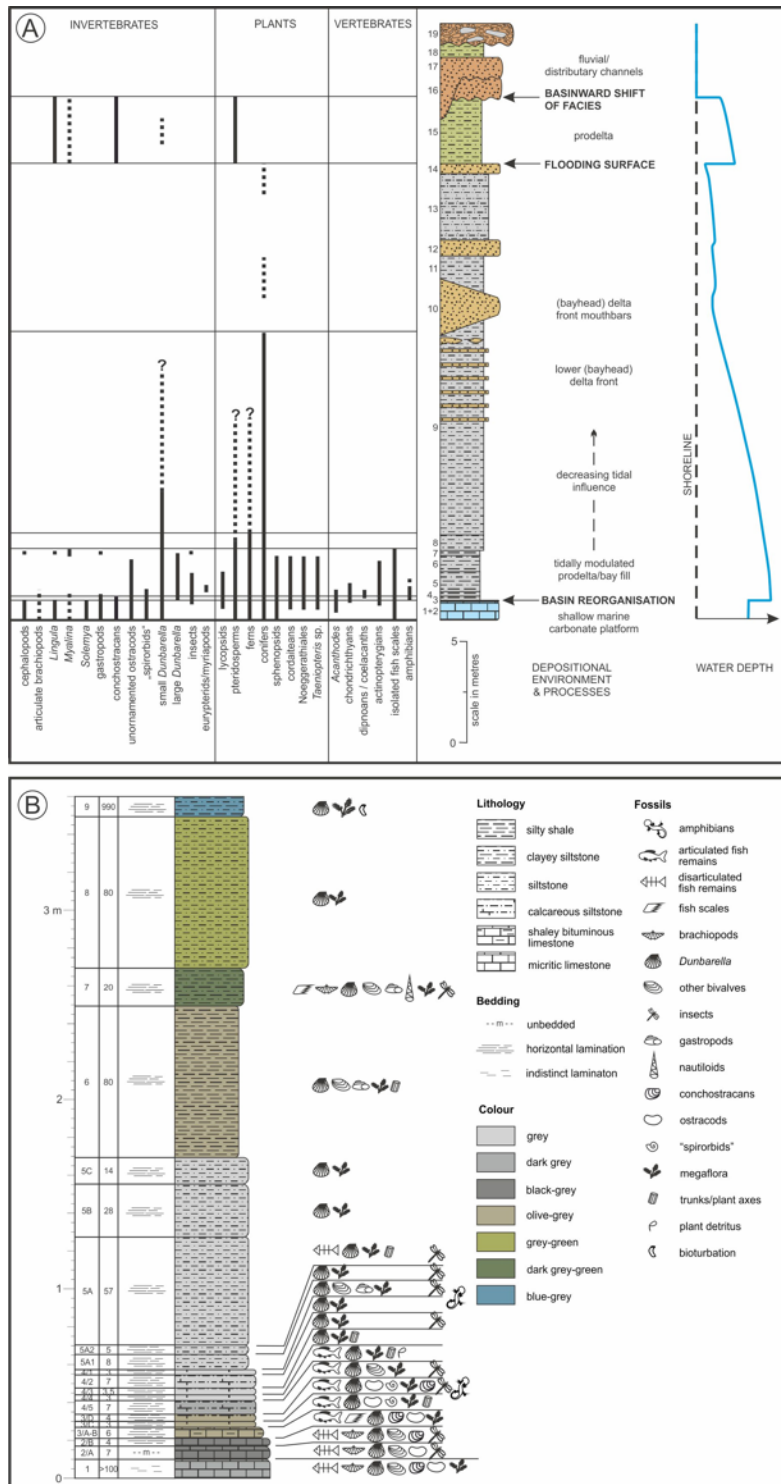 A
INVERTEBRATES
PLANTS
VERTEBRATES
19
18
17
16
15
14
13
12
11
10
9
8
7
6
5
4
3
1+2
fluvial/
distributary channels
BASINWARD SHIFT
OF FACIES
prodelta
FLOODING SURFACE
(bayhead) delta
front mouthbars
lower (bayhead)
delta front
decreasing tidal
influence
tidally modulated
prodelta/bay fill
BASIN REORGANISATION
shallow marine
carbonate platform
SHORELINE
?
?
?
cephalopods
articulate brachiopods
Lingula
Myalina
Solemya
gastropods
conchostracans
unornamented ostracods
„spirorbids"
small Dunbarella
large Dunbarella
insects
eurypterids/myriapods
lycopsids
pteridosperms
ferns
conifers
sphenopsids
cordaiteans
Noeggerathiales
Taeniopteris sp.
Acanthodes
chondrichthyans
dipnoans / coelacanths
actinopterygians
isolated fish scales
amphibians
5
0
scale in metres
DEPOSITIONAL
ENVIRONMENT
& PROCESSES
WATER DEPTH
B
9 990
8 80
3 m
7 20
2
6 80
5C 14
5B 28
1
5A 57
5A2 5
5A1 8
4/2 7
4/3 3,5
4/5 7
3/D 4
3/A-B 6
2/B 4
2/A 7
m
1 >100
0
Lithology
silty shale
clayey siltstone
siltstone
calcareous siltstone
shaley bituminous
limestone
micritic limestone
Bedding
--m-- unbedded
horizontal lamination
indistinct laminaton
Colour
grey
dark grey
black-grey
olive-grey
grey-green
dark grey-green
blue-grey
Fossils
amphibians
articulated fish
remains
disarticulated
fish remains
fish scales
brachiopods
Dunbarella
other bivalves
insects
gastropods
nautiloids
conchostracans
ostracods
"spirorbids"
megaflora
trunks/plant axes
plant detritus
bioturbation